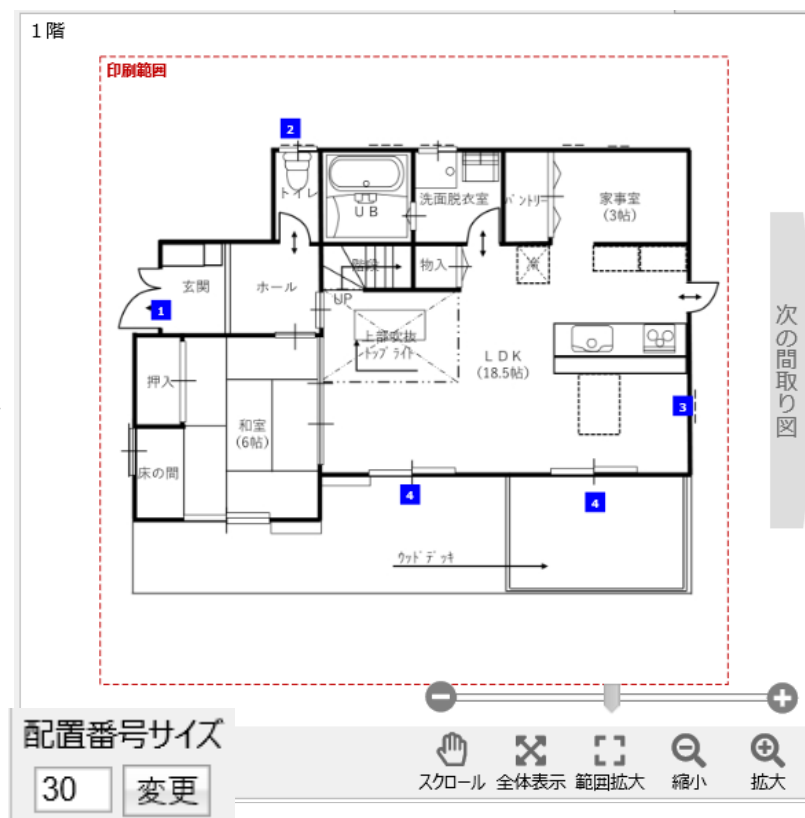 1階
印刷範囲
2
トイレ
UB
洗面脱衣室
パントリー
家事室
(3帖)
玄関
ホール
階段
物入
冷
UP
1
上部吹抜
トップライト
LDK
(18.5帖)
押入
和室
(6帖)
床の間
3
4
4
ウッドデッキ
次の間取り図
配置番号サイズ
30 変更
スクロール 全体表示 範囲拡大 縮小 拡大